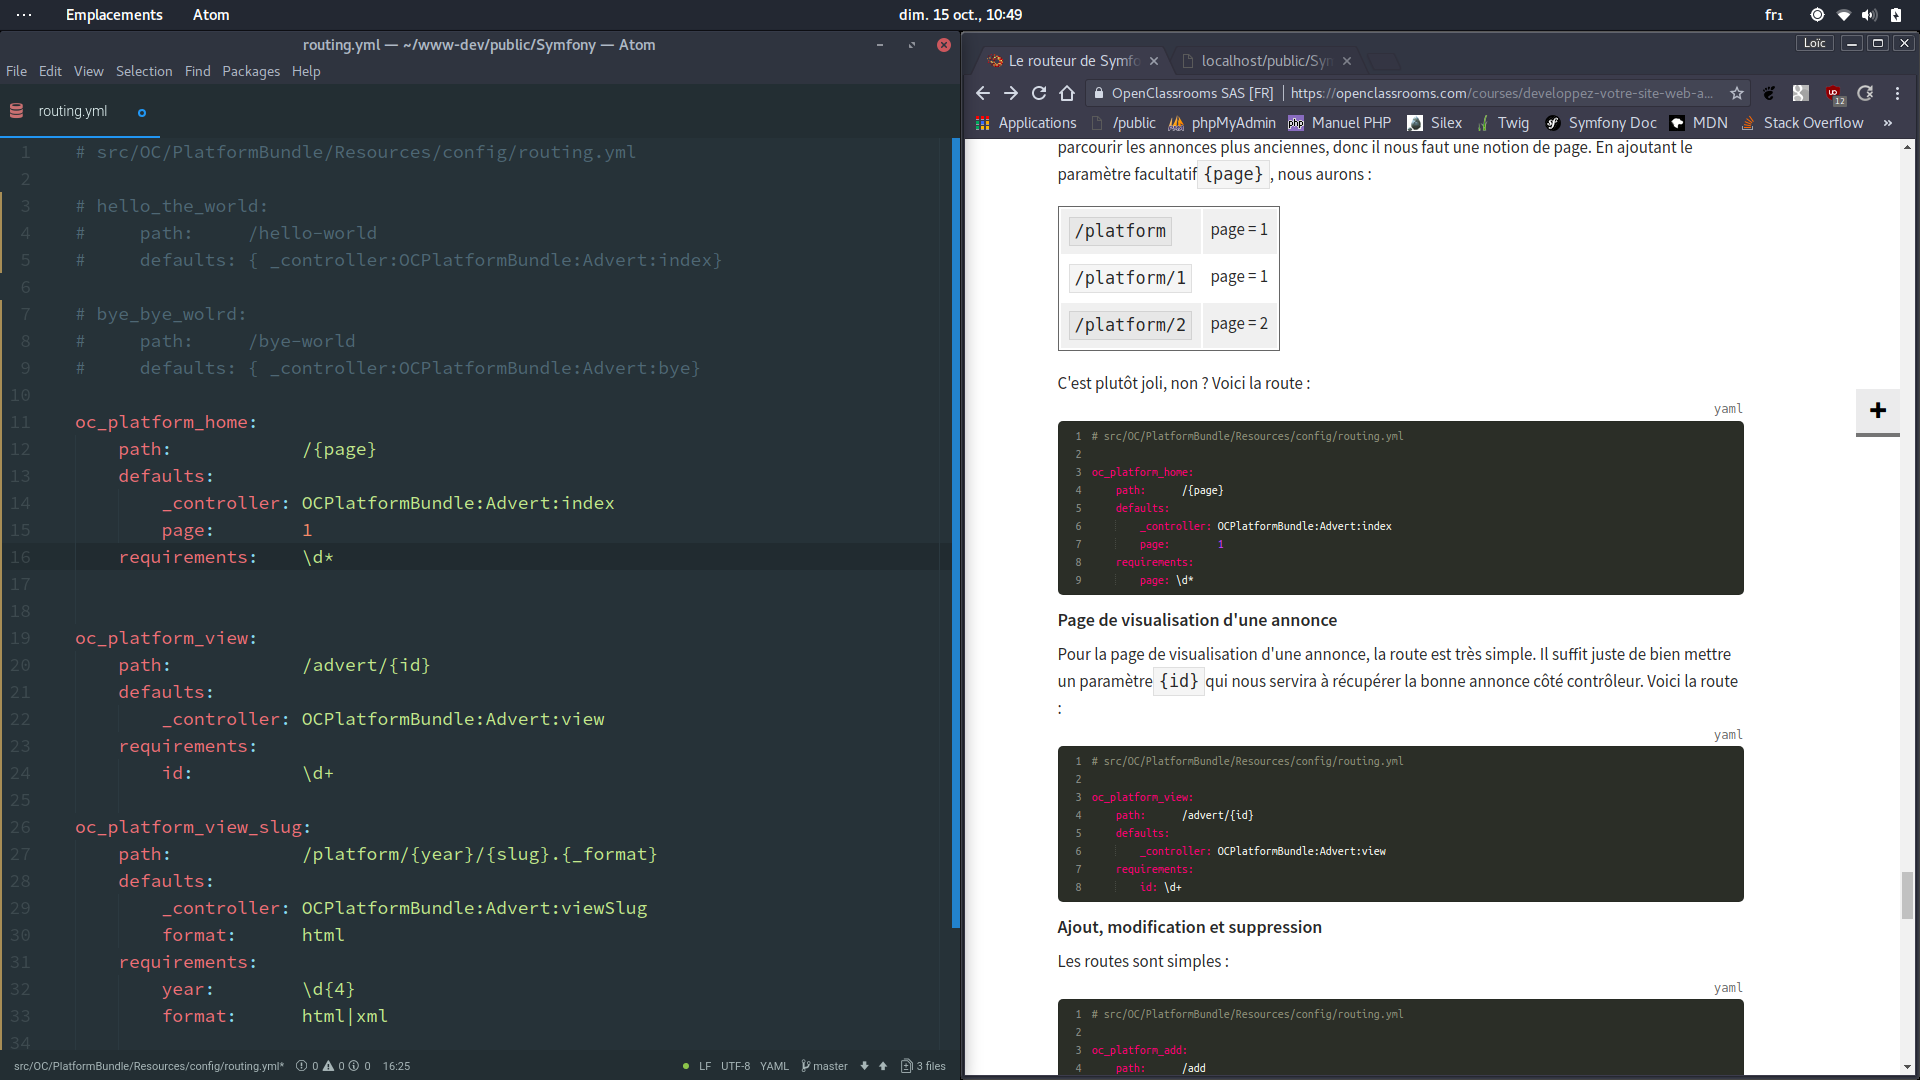 Emplacements
Atom
dim. 15 oct., 10:49
fr₁
routing.yml — ~/www-dev/public/Symfony — Atom
File Edit View Selection Find Packages Help
routing.yml
1 # src/OC/PlatformBundle/Resources/config/routing.yml
2
3 # hello_the_world:
4 #     path:     /hello-world
5 #     defaults: { _controller:OCPlatformBundle:Advert:index}
6
7 # bye_bye_wolrd:
8 #     path:     /bye-world
9 #     defaults: { _controller:OCPlatformBundle:Advert:bye}
10
11 oc_platform_home:
12     path:            /{page}
13     defaults:
14         _controller: OCPlatformBundle:Advert:index
15         page:        1
16     requirements:    \d*
17
18
19 oc_platform_view:
20     path:            /advert/{id}
21     defaults:
22         _controller: OCPlatformBundle:Advert:view
23     requirements:
24         id:          \d+
25
26 oc_platform_view_slug:
27     path:            /platform/{year}/{slug}.{_format}
28     defaults:
29         _controller: OCPlatformBundle:Advert:viewSlug
30         format:      html
31     requirements:
32         year:        \d{4}
33         format:      html|xml
34
src/OC/PlatformBundle/Resources/config/routing.yml* 0 0 0 16:25
LF UTF-8 YAML master 3 files
Loïc
Le routeur de Symfo
localhost/public/Sym
OpenClassrooms SAS [FR] https://openclassrooms.com/courses/developpez-votre-site-web-a...
12
Applications /public phpMyAdmin Manuel PHP Silex Twig Symfony Doc MDN Stack Overflow »
parcourir les annonces plus anciennes, donc il nous faut une notion de page. En ajoutant le
paramètre facultatif {page} , nous aurons :
/platform page = 1
/platform/1 page = 1
/platform/2 page = 2
C'est plutôt joli, non ? Voici la route :
yaml
1 # src/OC/PlatformBundle/Resources/config/routing.yml
2
3 oc_platform_home:
4     path:      /{page}
5     defaults:
6         _controller: OCPlatformBundle:Advert:index
7         page:        1
8     requirements:
9         page: \d*
+
Page de visualisation d'une annonce
Pour la page de visualisation d'une annonce, la route est très simple. Il suffit juste de bien mettre
un paramètre {id} qui nous servira à récupérer la bonne annonce côté contrôleur. Voici la route
:
yaml
1 # src/OC/PlatformBundle/Resources/config/routing.yml
2
3 oc_platform_view:
4     path:      /advert/{id}
5     defaults:
6         _controller: OCPlatformBundle:Advert:view
7     requirements:
8         id: \d+
Ajout, modification et suppression
Les routes sont simples :
yaml
1 # src/OC/PlatformBundle/Resources/config/routing.yml
2
3 oc_platform_add:
4     path:      /add